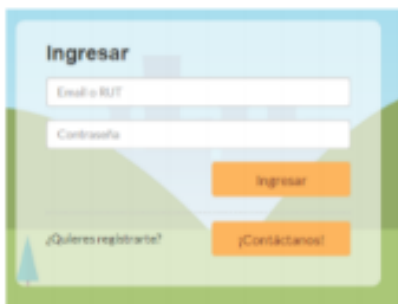 Ingresar
Email o RUT
Contraseña
Ingresar
¿Quieres registrarte?
¡Contáctanos!